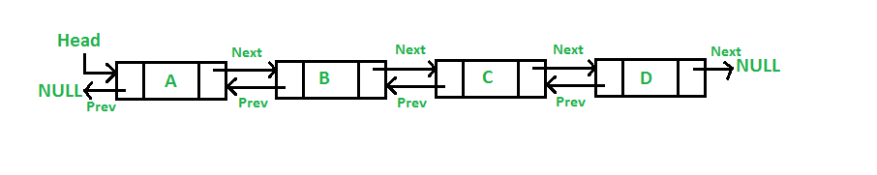 Head
Next Next Next Next
A B C D NULL
NULL
Prev Prev Prev Prev